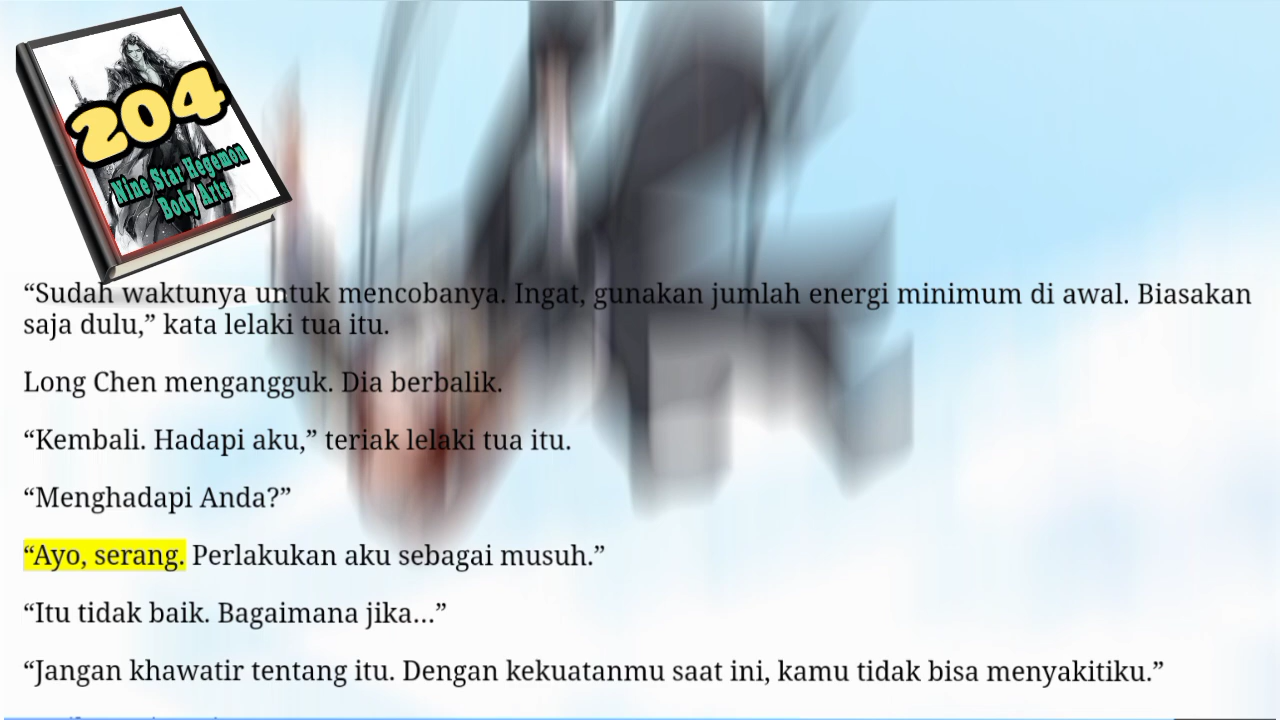 204
Nine Star Hegemon
Body Arts
“Sudah waktunya untuk mencobanya. Ingat, gunakan jumlah energi minimum di awal. Biasakan
saja dulu,” kata lelaki tua itu.
Long Chen mengangguk. Dia berbalik.
“Kembali. Hadapi aku,” teriak lelaki tua itu.
“Menghadapi Anda?”
“Ayo, serang. Perlakukan aku sebagai musuh.”
“Itu tidak baik. Bagaimana jika…”
“Jangan khawatir tentang itu. Dengan kekuatanmu saat ini, kamu tidak bisa menyakitiku.”